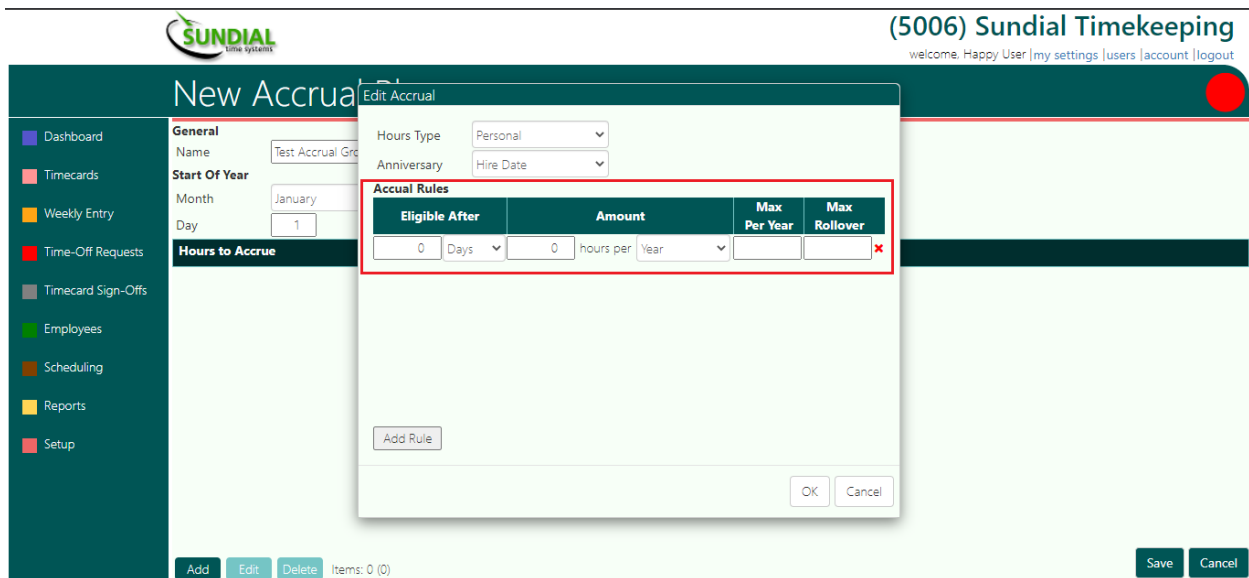 SUNDIAL
time systems
(5006) Sundial Timekeeping
welcome, Happy User |my settings |users |account |logout
New Accrual
Dashboard
Timecards
Weekly Entry
Time-Off Requests
Timecard Sign-Offs
Employees
Scheduling
Reports
Setup
General
Name Test Accrual Gro
Start Of Year
Month January
Day 1
Hours to Accrue
Edit Accrual
Hours Type Personal
Anniversary Hire Date
Accual Rules
Eligible After Amount Max Per Year Max Rollover
0 Days 0 hours per Year
Add Rule
OK Cancel
Add Edit Delete Items: 0 (0)
Save Cancel